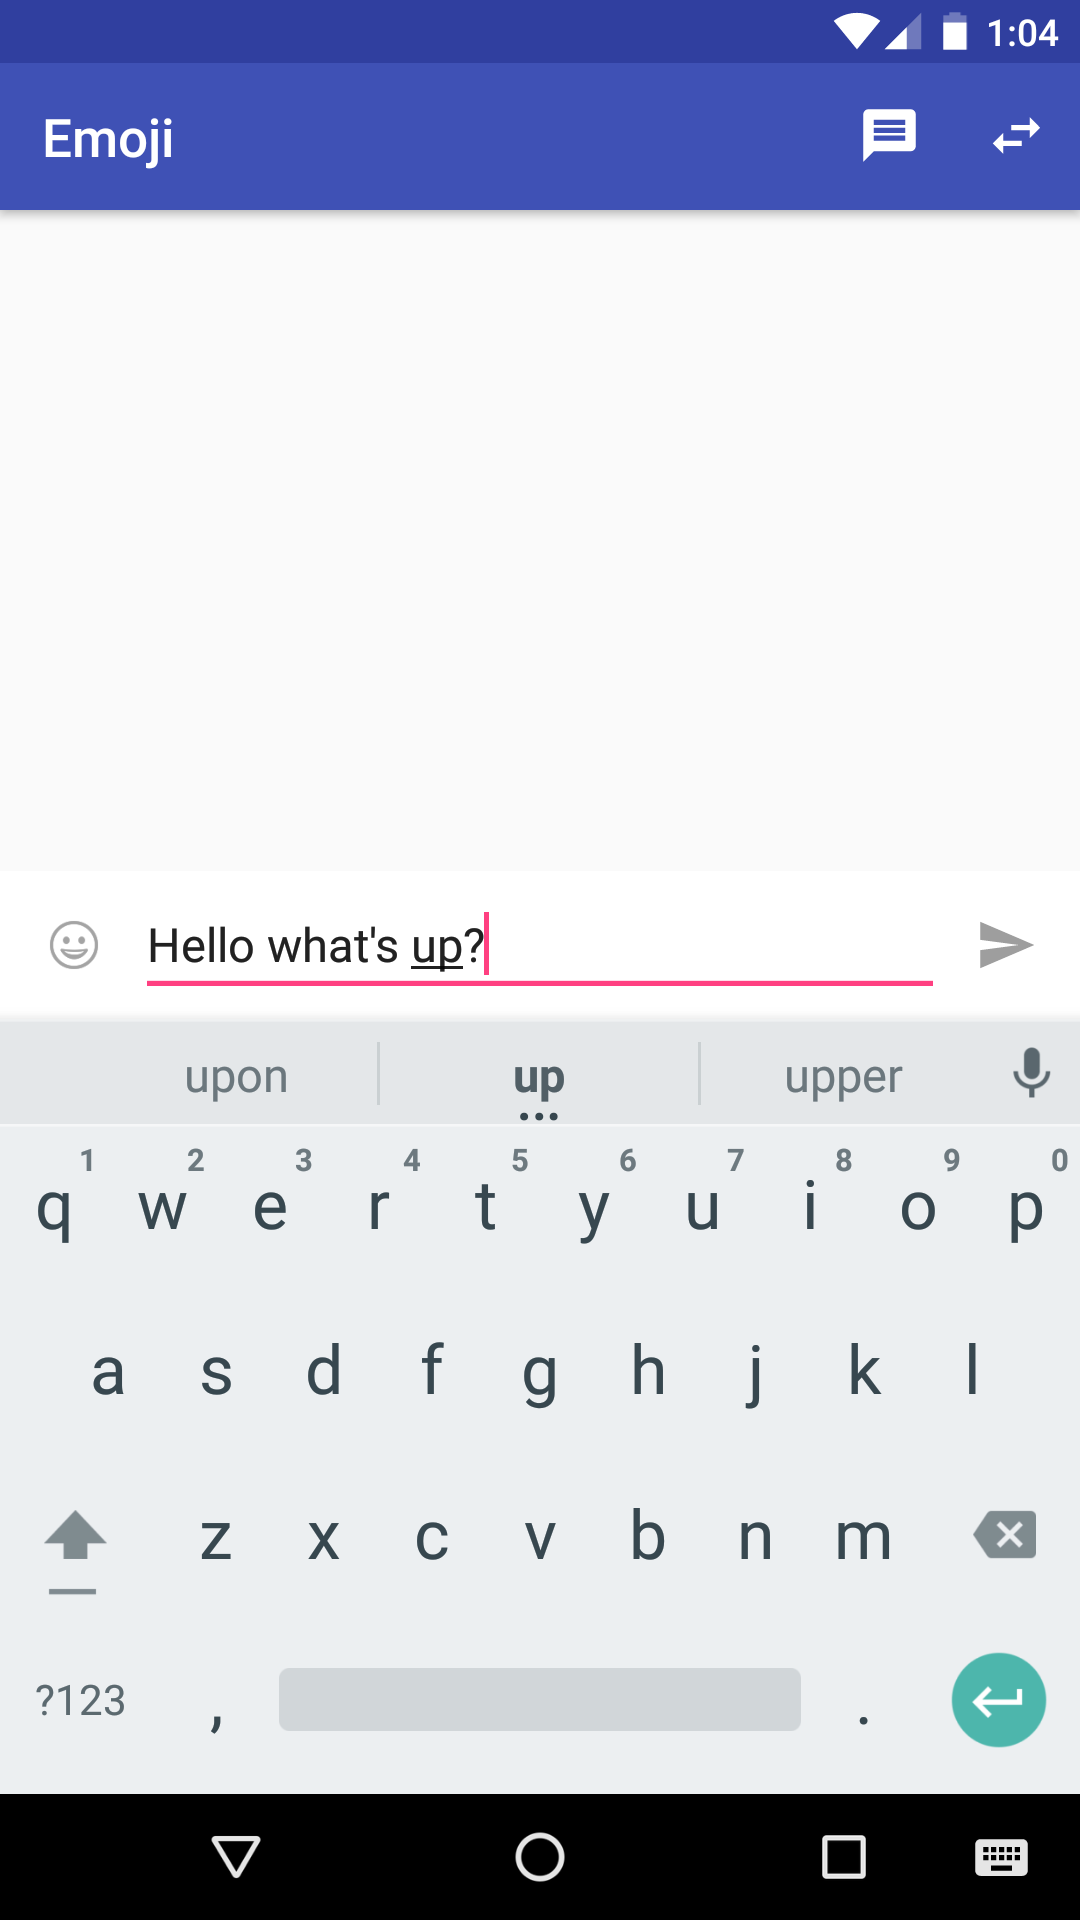 1:04
Emoji
Hello what's up?
upon up upper
1 2 3 4 5 6 7 8 9 0
q w e r t y u i o p
a s d f g h j k l
z x c v b n m
?123 , .